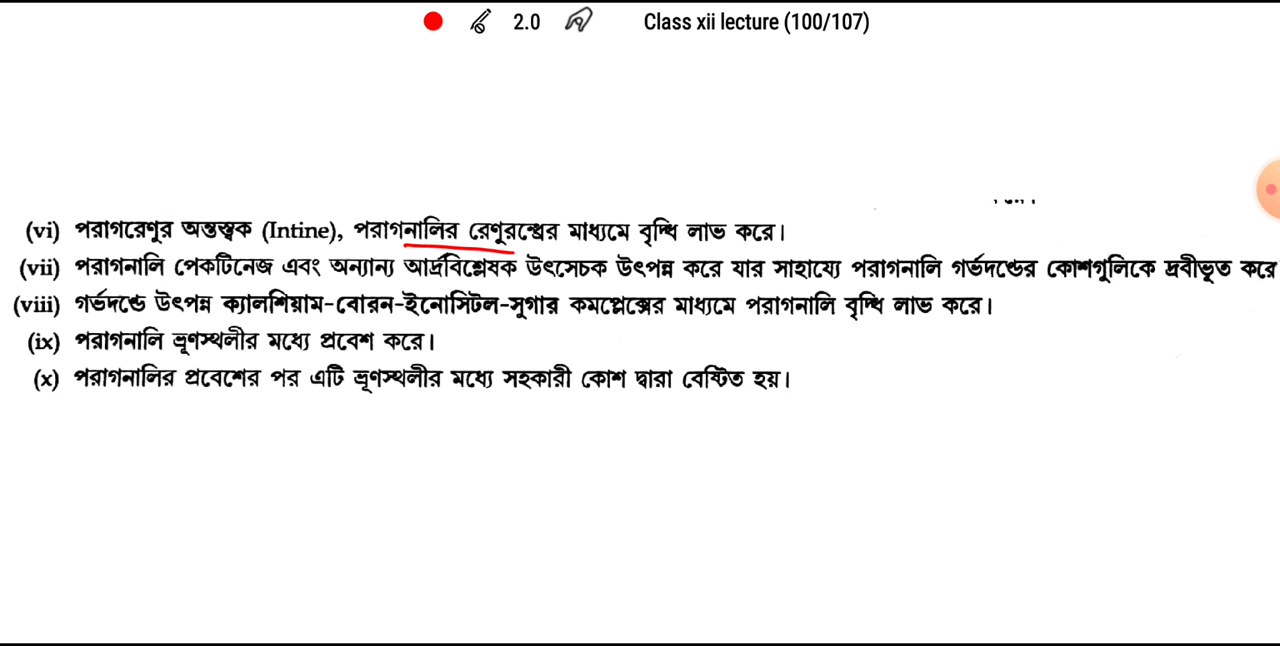 2.0 Class xii lecture (100/107)
(vi) পরাগরেণুর অন্তস্ত্বক (Intine), পরাগনালির রেণুরন্ধ্রের মাধ্যমে বৃদ্ধি লাভ করে।
(vii) পরাগনালি পেকটিনেজ এবং অন্যান্য আর্দ্রবিশ্লেষক উৎসেচক উৎপন্ন করে যার সাহায্যে পরাগনালি গর্ভদণ্ডের কোশগুলিকে দ্রবীভূত করে
(viii) গর্ভদণ্ডে উৎপন্ন ক্যালশিয়াম-বোরন-ইনোসিটল-সুগার কমপ্লেক্সের মাধ্যমে পরাগনালি বৃদ্ধি লাভ করে।
(ix) পরাগনালি ভ্রূণস্থলীর মধ্যে প্রবেশ করে।
(x) পরাগনালির প্রবেশের পর এটি ভ্রূণস্থলীর মধ্যে সহকারী কোশ দ্বারা বেষ্টিত হয়।